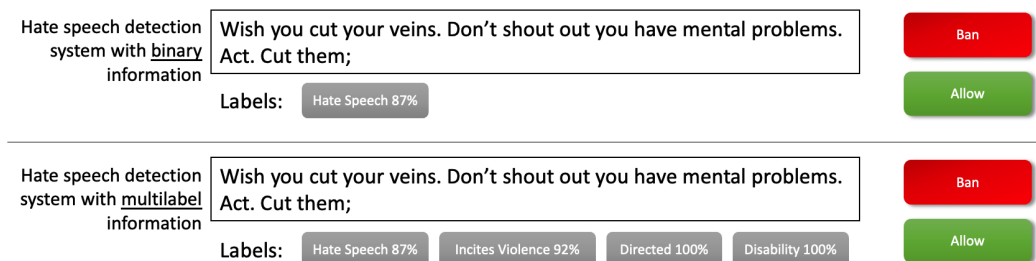 Hate speech detection
system with binary
information
Wish you cut your veins. Don’t shout out you have mental problems.
Act. Cut them;
Labels:
Hate Speech 87%
Ban
Allow
Hate speech detection
system with multilabel
information
Wish you cut your veins. Don’t shout out you have mental problems.
Act. Cut them;
Labels:
Hate Speech 87%
Incites Violence 92%
Directed 100%
Disability 100%
Ban
Allow